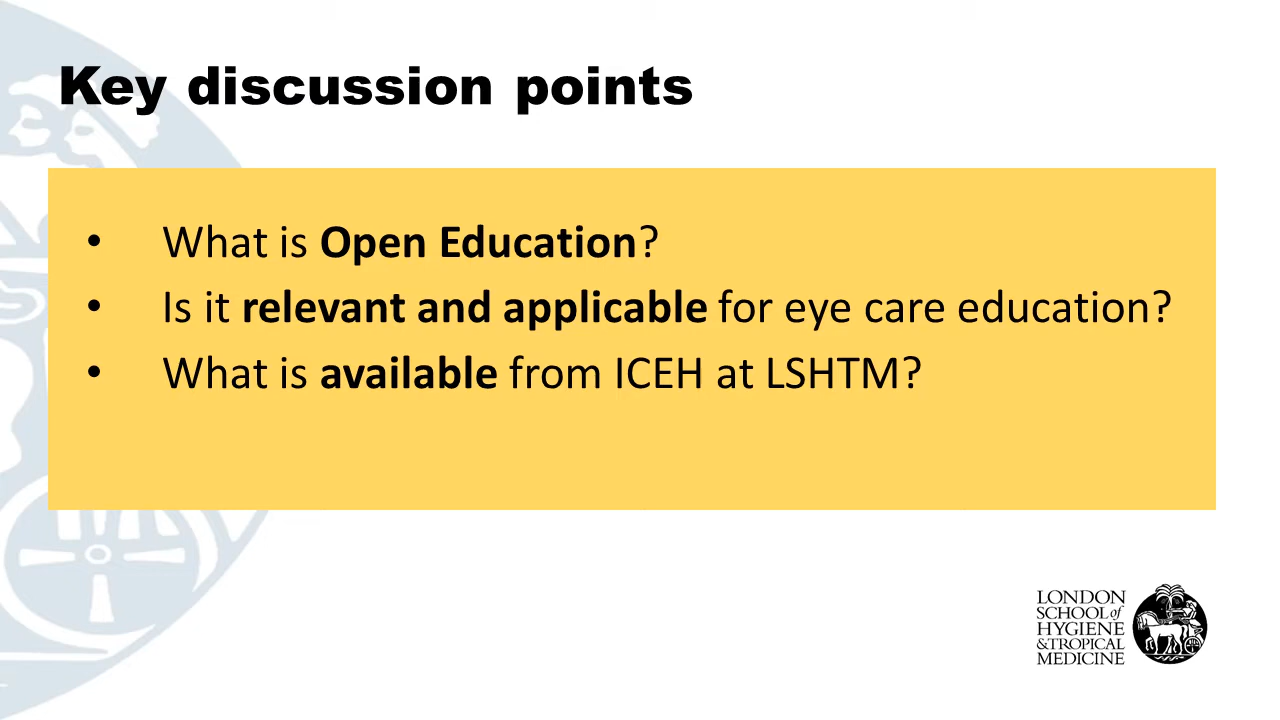 Key discussion points
• What is Open Education?
• Is it relevant and applicable for eye care education?
• What is available from ICEH at LSHTM?
LONDON
SCHOOL of
HYGIENE
&TROPICAL
MEDICINE